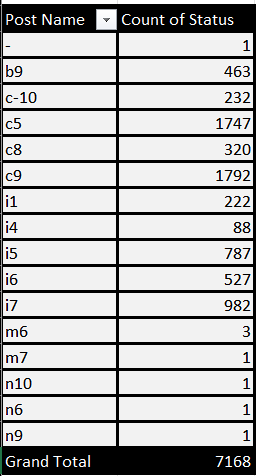 Post Name Count of Status
- 1
b9 463
c-10 232
c5 1747
c8 320
c9 1792
i1 222
i4 88
i5 787
i6 527
i7 982
m6 3
m7 1
n10 1
n6 1
n9 1
Grand Total 7168